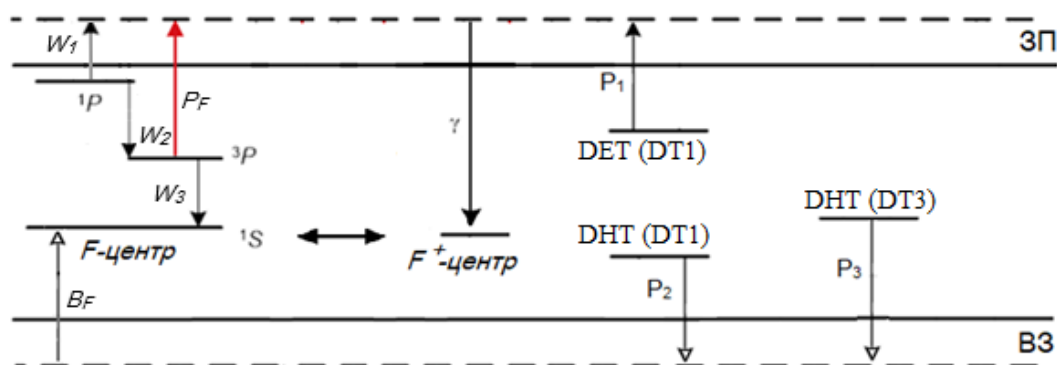 W1
ЗП
1P
PF
P1
W2
γ
3P
DET (DT1)
W3
DHT (DT3)
1S
F-центр
F+-центр
DHT (DT1)
P3
BF
P2
ВЗ